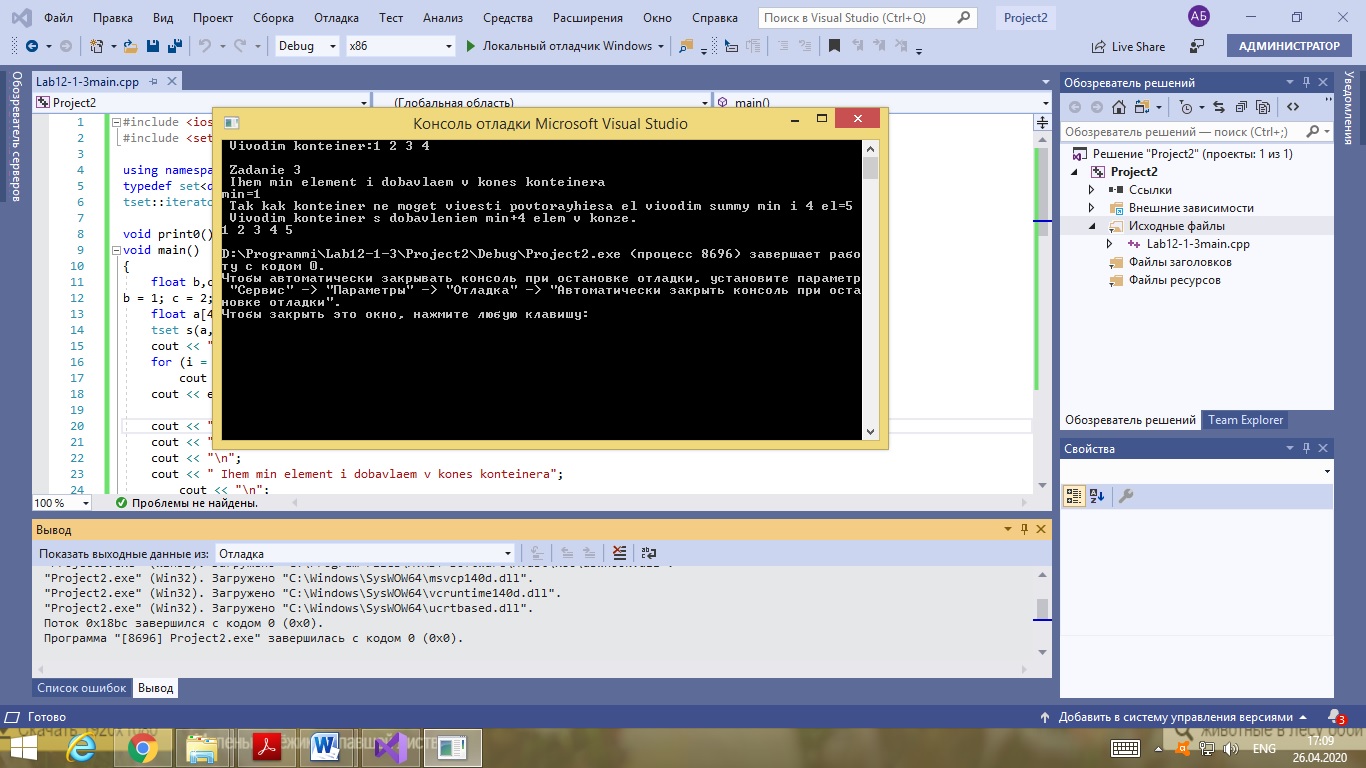 Файл Правка Вид Проект Сборка Отладка Тест Анализ Средства Расширения Окно Справка Поиск в Visual Studio (Ctrl+Q) Project2 АБ
Debug x86 Локальный отладчик Windows Live Share АДМИНИСТРАТОР
Обозреватель серверов
Lab12-1-3main.cpp
Project2 (Глобальная область) main()
1 #include <ios
2 #include <set
3
4 using namespa
5 typedef set<d
6 tset::iterato
7
8 void print0()
9 void main()
10 {
11 float b,c
12 b = 1; c = 2;
13 float a[4
14 tset s(a,
15 cout << "
16 for (i =
17 cout
18 cout << e
19
20 cout << "
21 cout << "
22 cout << "\n";
23 cout << " Ihem min element i dobavlaem v kones konteinera";
24 cout << "\n";
100 % Проблемы не найдены.
Консоль отладки Microsoft Visual Studio
Vivodim konteiner:1 2 3 4
Zadanie 3
Ihem min element i dobavlaem v kones konteinera
min=1
Tak kak konteiner ne moget vivesti povtorayhiesa el vivodim summy min i 4 el=5
Vivodim konteiner s dobavleniem min+4 elem v konze.
1 2 3 4 5
D:\Programmi\Lab12-1-3\Project2\Debug\Project2.exe (процесс 8696) завершает рабо
ту с кодом 0.
Чтобы автоматически закрывать консоль при остановке отладки, установите параметр
"Сервис" -> "Параметры" -> "Отладка" -> "Автоматически закрыть консоль при оста
новке отладки".
Чтобы закрыть это окно, нажмите любую клавишу:
Обозреватель решений
Обозреватель решений — поиск (Ctrl+;)
Решение "Project2" (проекты: 1 из 1)
Project2
Ссылки
Внешние зависимости
Исходные файлы
Lab12-1-3main.cpp
Файлы заголовков
Файлы ресурсов
Обозреватель решений Team Explorer
Уведомления
Свойства
Вывод
Показать выходные данные из: Отладка
"Project2.exe" (Win32). Загружено "C:\Windows\SysWOW64\msvcp140d.dll".
"Project2.exe" (Win32). Загружено "C:\Windows\SysWOW64\vcruntime140d.dll".
"Project2.exe" (Win32). Загружено "C:\Windows\SysWOW64\ucrtbased.dll".
Поток 0x18bc завершился с кодом 0 (0x0).
Программа "[8696] Project2.exe" завершилась с кодом 0 (0x0).
Список ошибок Вывод
Готово Добавить в систему управления версиями 3
ENG 17:09
26.04.2020